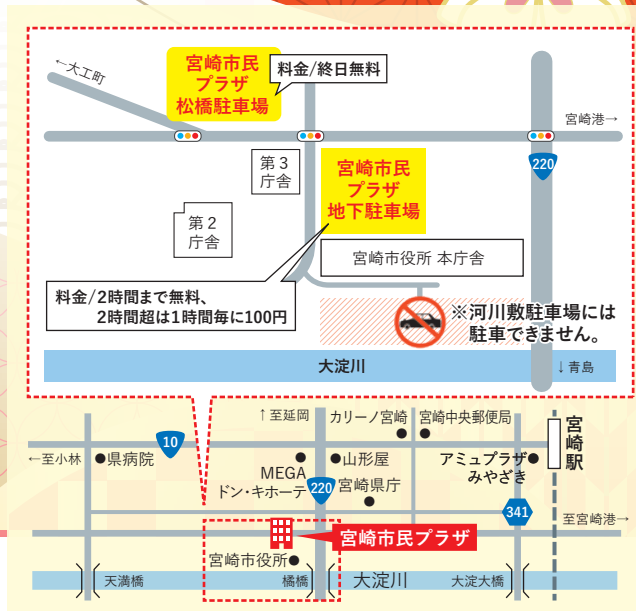 ←大工町
宮崎市民
プラザ
松橋駐車場
料金/終日無料
宮崎港→
220
第3
庁舎
宮崎市民
プラザ
地下駐車場
第2
庁舎
宮崎市役所 本庁舎
料金/2時間まで無料、
2時間超は1時間毎に100円
※河川敷駐車場には
駐車できません。
大淀川
↓青島
↑至延岡
カリーノ宮崎
宮崎中央郵便局
宮崎駅
10
←至小林
県病院
山形屋
アミュプラザ
みやざき
MEGA
ドン・キホーテ
220
宮崎県庁
341
至宮崎港→
宮崎市民プラザ
宮崎市役所
天満橋
橘橋
大淀川
大淀大橋